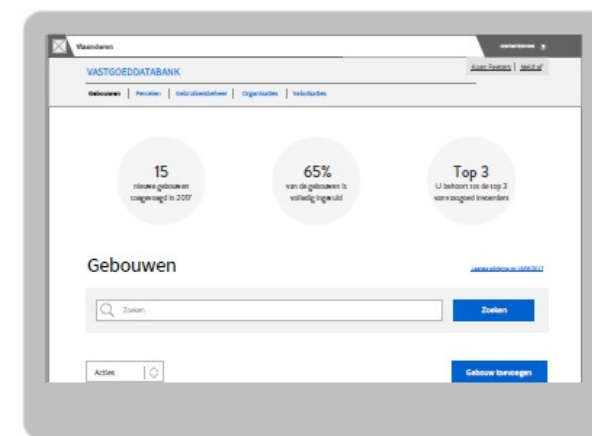 Vlaanderen
VASTGOEDDATABANK
Koen Peeters | Meld af
Gebouwen | Percelen | Gebruikersbeheer | Organisaties | Valorisaties
15
nieuwe gebouwen
toegevoegd in 2017
65%
van de gebouwen is
volledig ingevuld
Top 3
U behoort tot de top 3
van vastgoed invoerders
Gebouwen
Zoeken
Zoeken
Acties
Gebouw toevoegen